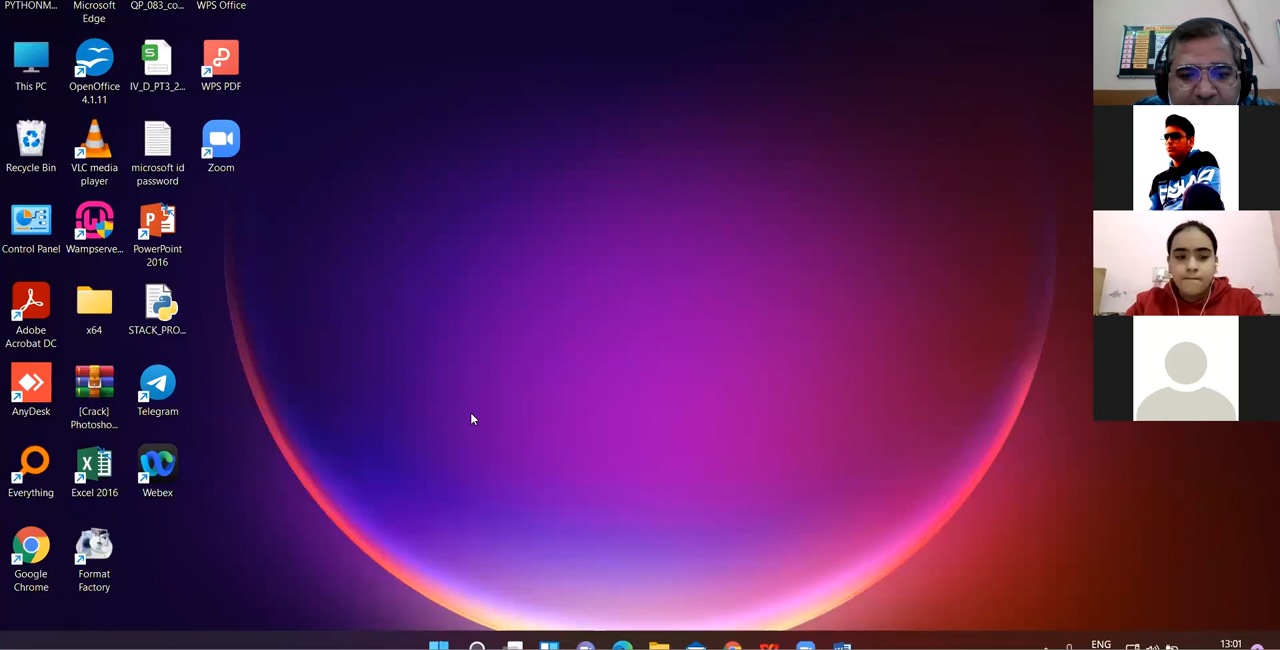 PYTHONM...
Microsoft
Edge
QP_083_co...
WPS Office
This PC
OpenOffice
4.1.11
IV_D_PT3_2...
WPS PDF
Recycle Bin
VLC media
player
microsoft id
password
Zoom
Control Panel
Wampserve...
PowerPoint
2016
Adobe
Acrobat DC
x64
STACK_PRO...
AnyDesk
[Crack]
Photosho...
Telegram
Everything
Excel 2016
Webex
Google
Chrome
Format
Factory
ENG
13:01